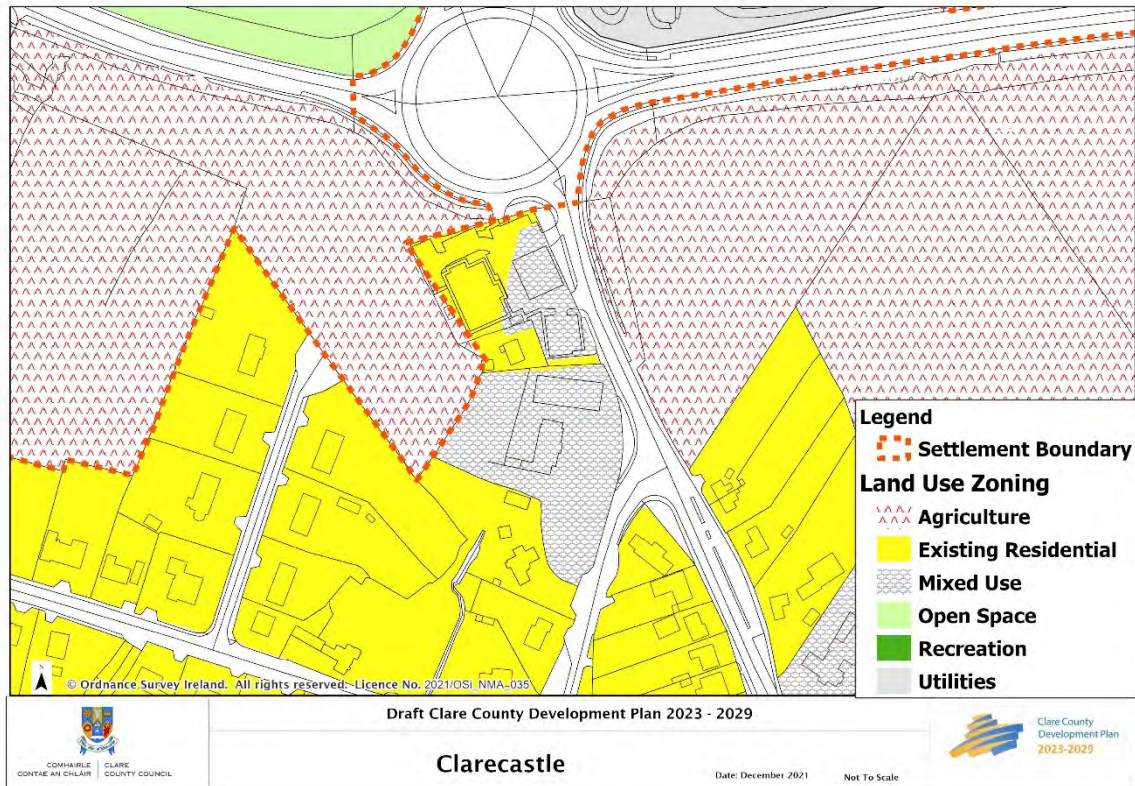 Legend
Settlement Boundary
Land Use Zoning
Agriculture
Existing Residential
Mixed Use
Open Space
Recreation
Utilities
N
© Ordnance Survey Ireland. All rights reserved. Licence No. 2021/OSi_NMA_035
COMHAIRLE CONTAE AN CHLÁIR
CLARE COUNTY COUNCIL
Draft Clare County Development Plan 2023 - 2029
Clarecastle
Date: December 2021
Not To Scale
Clare County
Development Plan
2023-2029